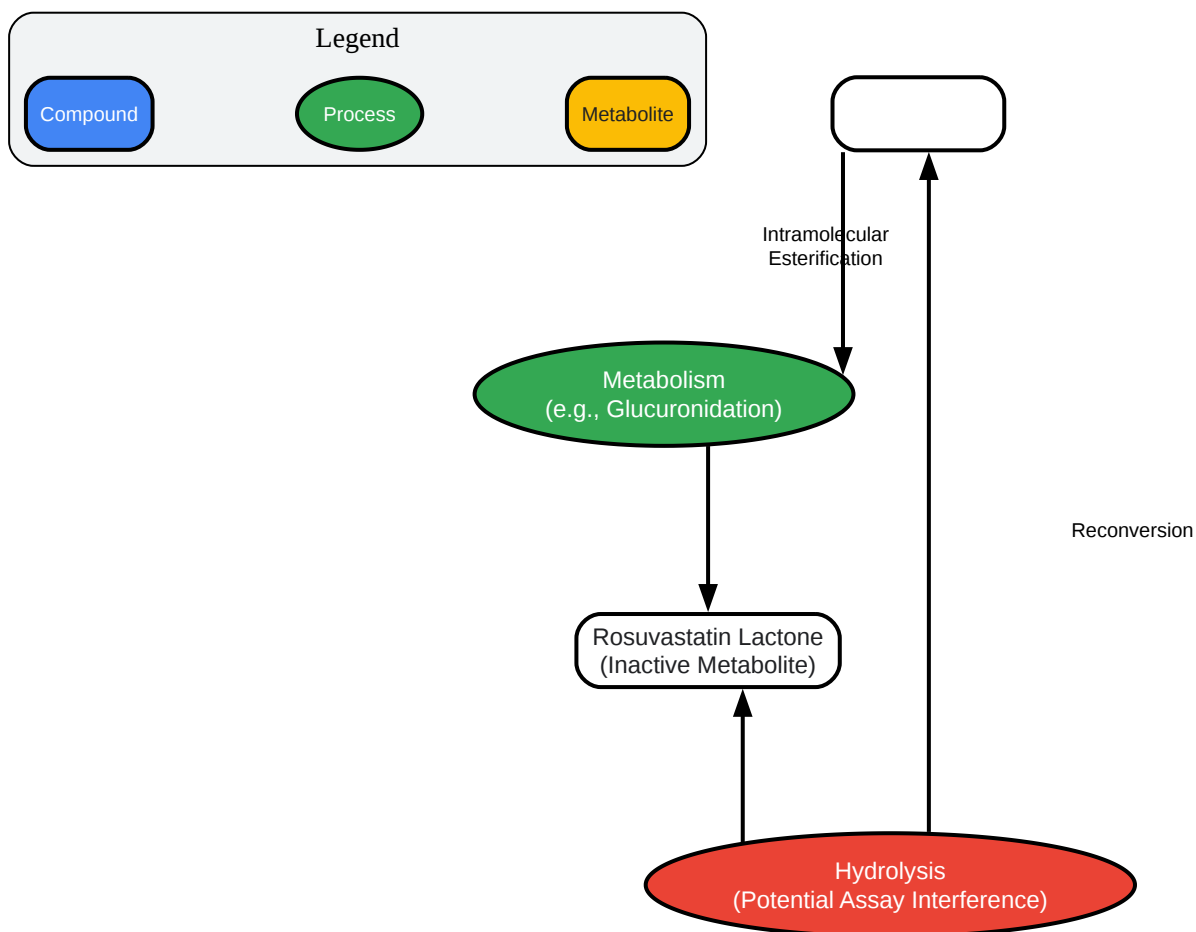 Legend
Compound
Process
Metabolite
Intramolecular
Esterification
Metabolism
(e.g., Glucuronidation)
Reconversion
Rosuvastatin Lactone
(Inactive Metabolite)
Hydrolysis
(Potential Assay Interference)